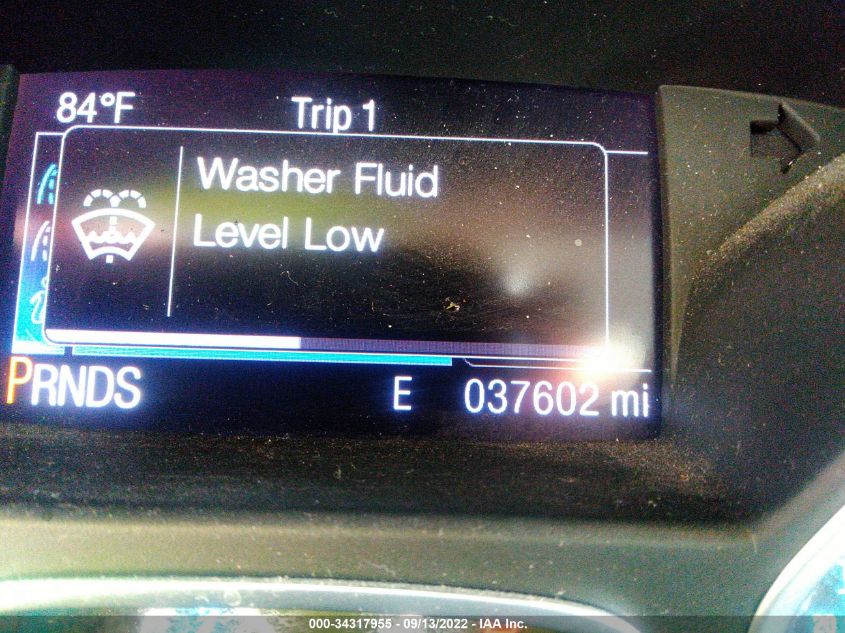 84°F Trip 1
Washer Fluid
Level Low
PRNDS E 037602 mi
000-34317955 - 09/13/2022 - IAA Inc.